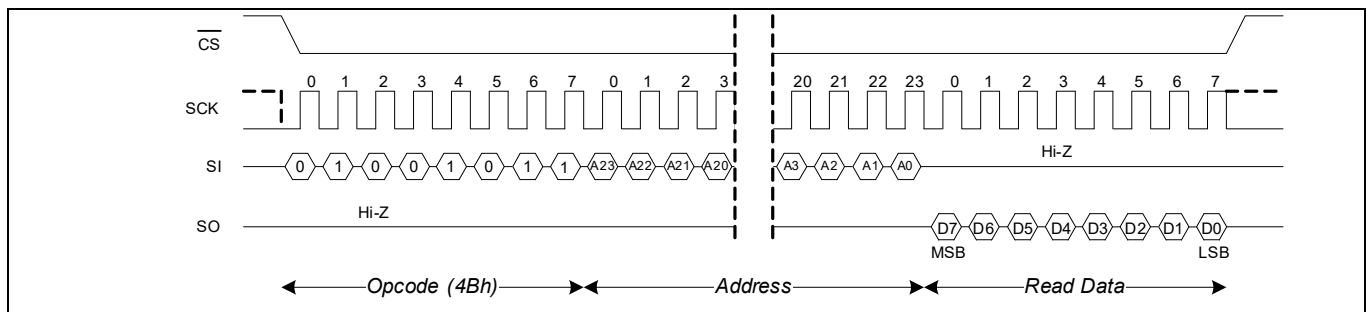 CS
0 1 2 3 4 5 6 7 0 1 2 3 20 21 22 23 0 1 2 3 4 5 6 7
SCK
Hi-Z
SI 0 1 0 0 1 0 1 1 A23 A22 A21 A20 A3 A2 A1 A0
Hi-Z
SO D7 D6 D5 D4 D3 D2 D1 D0
MSB LSB
Opcode (4Bh) Address Read Data